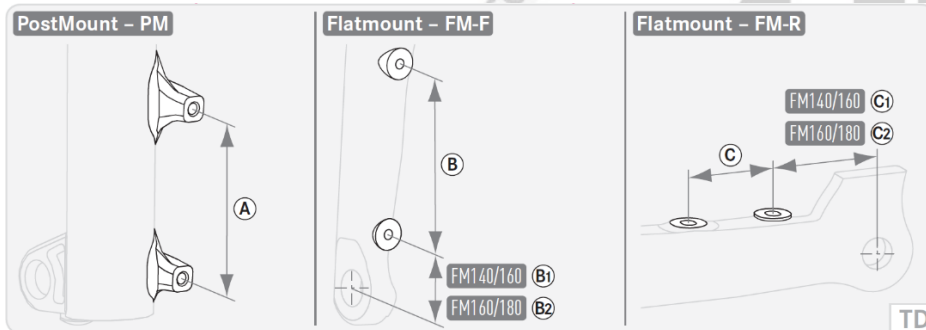 PostMount – PM
Flatmount – FM-F
Flatmount – FM-R
A
B
FM140/160 B1
FM160/180 B2
FM140/160 C1
FM160/180 C2
C
TD